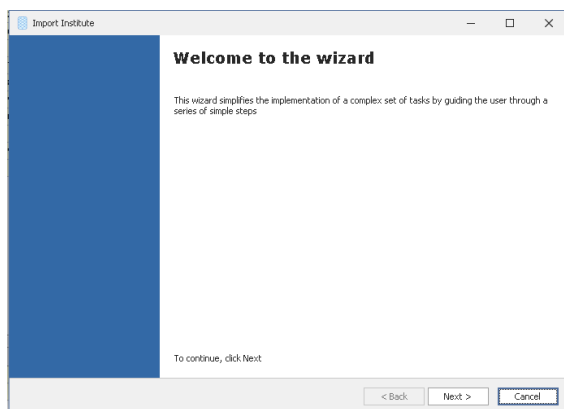 Import Institute
Welcome to the wizard
This wizard simplifies the implementation of a complex set of tasks by guiding the user through a
series of simple steps
To continue, click Next
< Back
Next >
Cancel